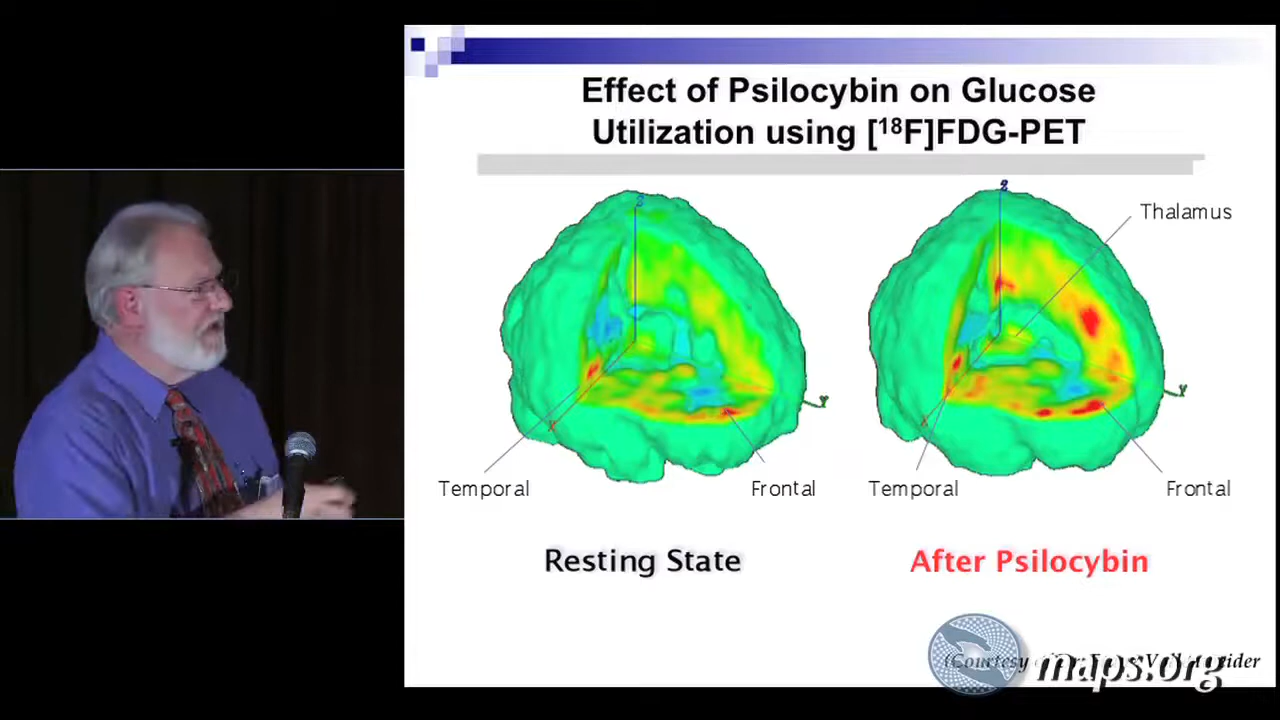 Effect of Psilocybin on Glucose
Utilization using [¹⁸F]FDG-PET
Z
Z
Thalamus
Y
Y
X
X
Temporal
Frontal
Temporal
Frontal
Resting State
After Psilocybin
(Courtesy
maps.org